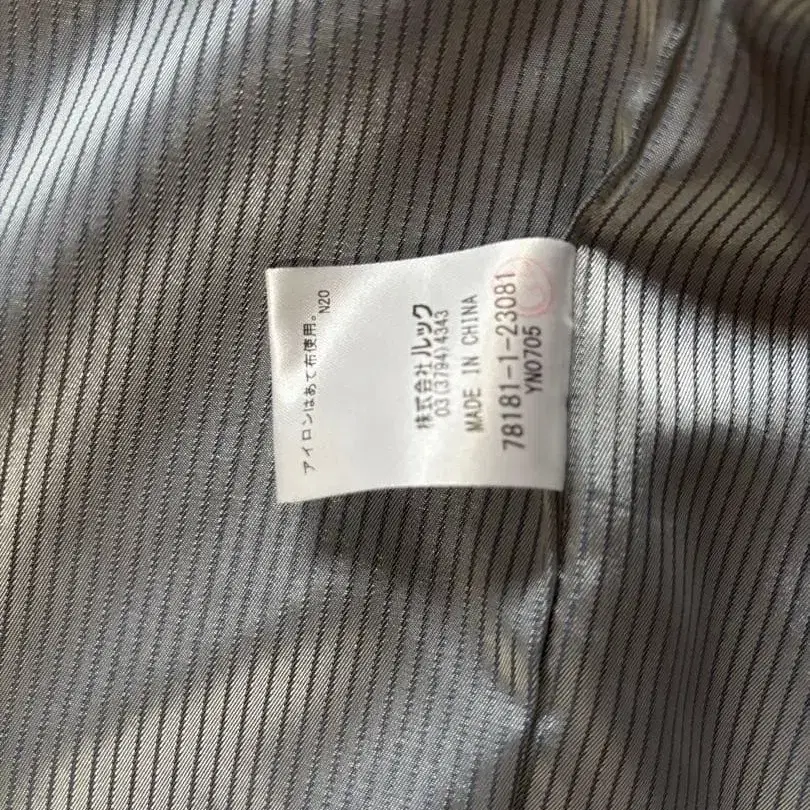 アイロンはあて布使用。
N20
株式会社ルック
03(3794)4343
MADE IN CHINA
78181-1-23081
YN0705